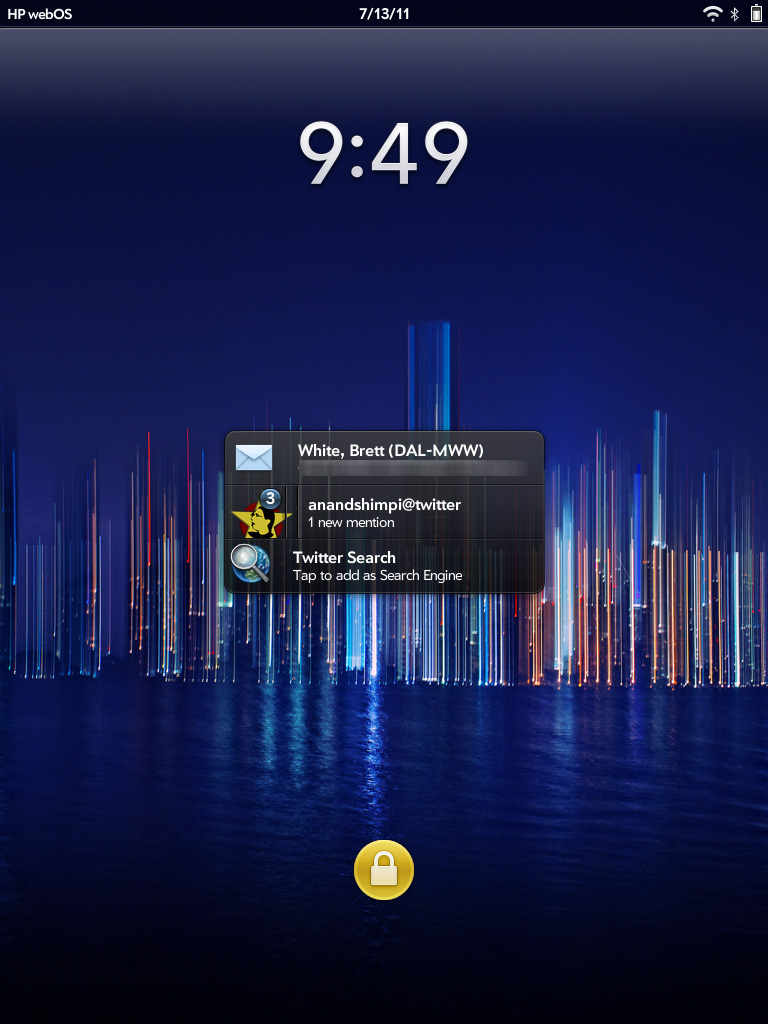 HP webOS 7/13/11
9:49
White, Brett (DAL-MWW)
3
anandshimpi@twitter
1 new mention
Twitter Search
Tap to add as Search Engine